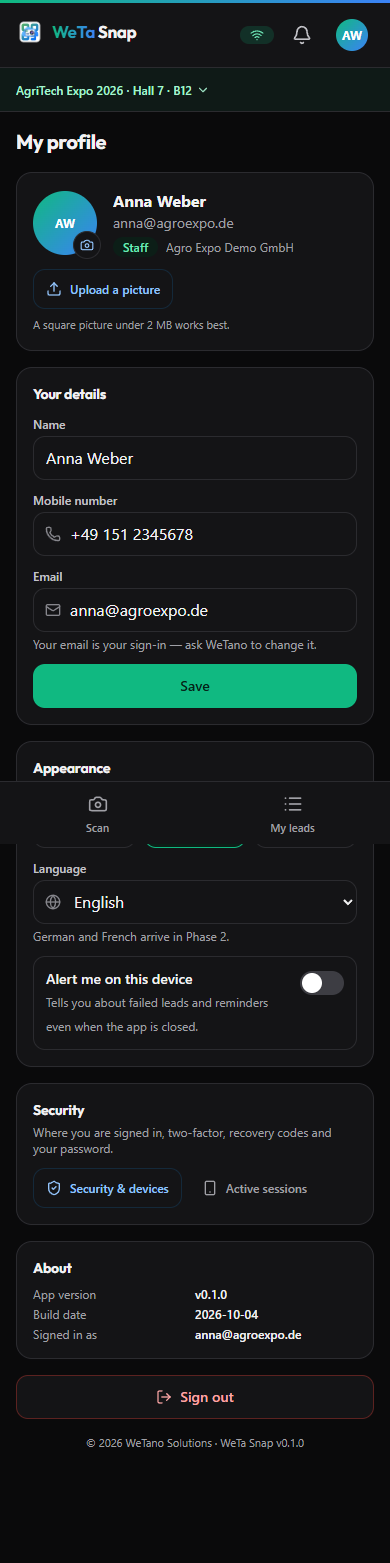 WeTa Snap
AW
AgriTech Expo 2026 · Hall 7 · B12
My profile
AW
Anna Weber
anna@agroexpo.de
Staff Agro Expo Demo GmbH
Upload a picture
A square picture under 2 MB works best.
Your details
Name
Anna Weber
Mobile number
+49 151 2345678
Email
anna@agroexpo.de
Your email is your sign-in — ask WeTano to change it.
Save
Appearance
Scan
My leads
Language
English
German and French arrive in Phase 2.
Alert me on this device
Tells you about failed leads and reminders
even when the app is closed.
Security
Where you are signed in, two-factor, recovery codes and
your password.
Security & devices
Active sessions
About
App version v0.1.0
Build date 2026-10-04
Signed in as anna@agroexpo.de
Sign out
© 2026 WeTano Solutions · WeTa Snap v0.1.0